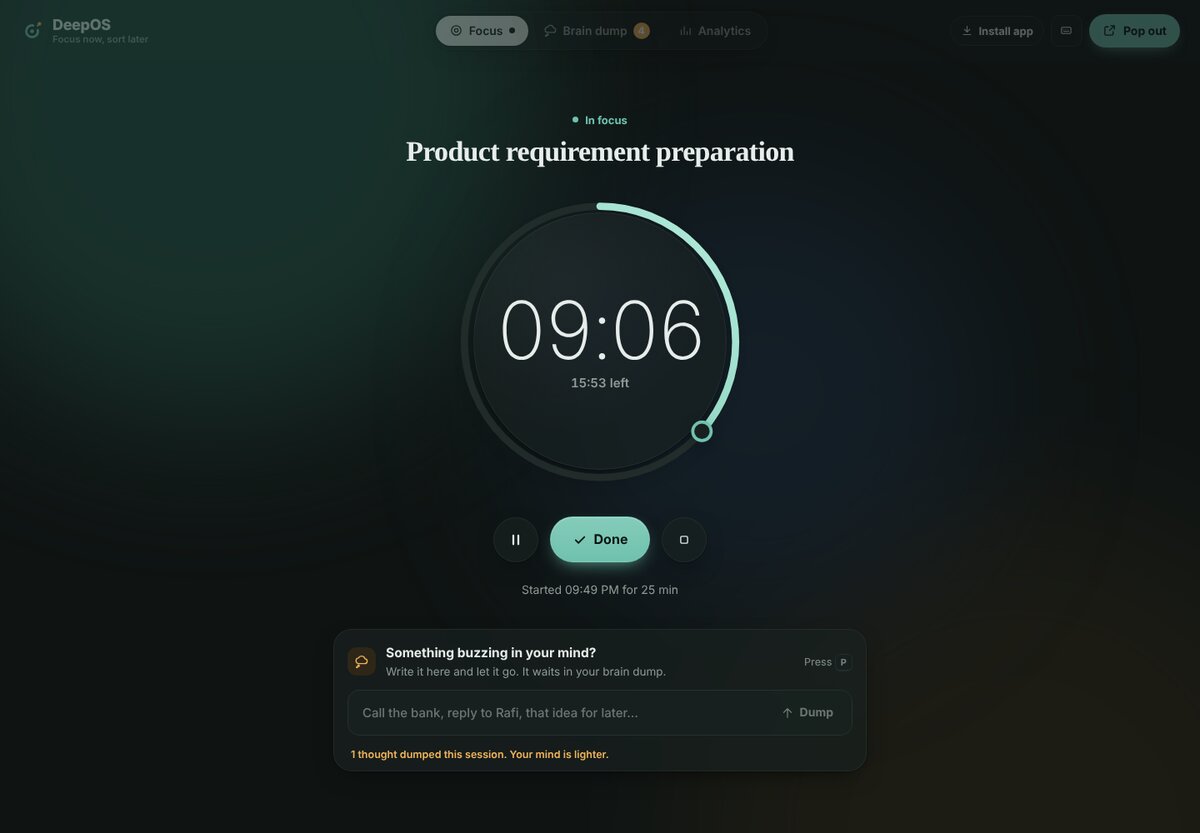 DeepOS
Focus now, sort later
Focus
Brain dump 4
Analytics
Install app
Pop out
In focus
Product requirement preparation
09:06
15:53 left
Done
Started 09:49 PM for 25 min
Something buzzing in your mind?
Write it here and let it go. It waits in your brain dump.
Press P
Call the bank, reply to Rafi, that idea for later...
Dump
1 thought dumped this session. Your mind is lighter.